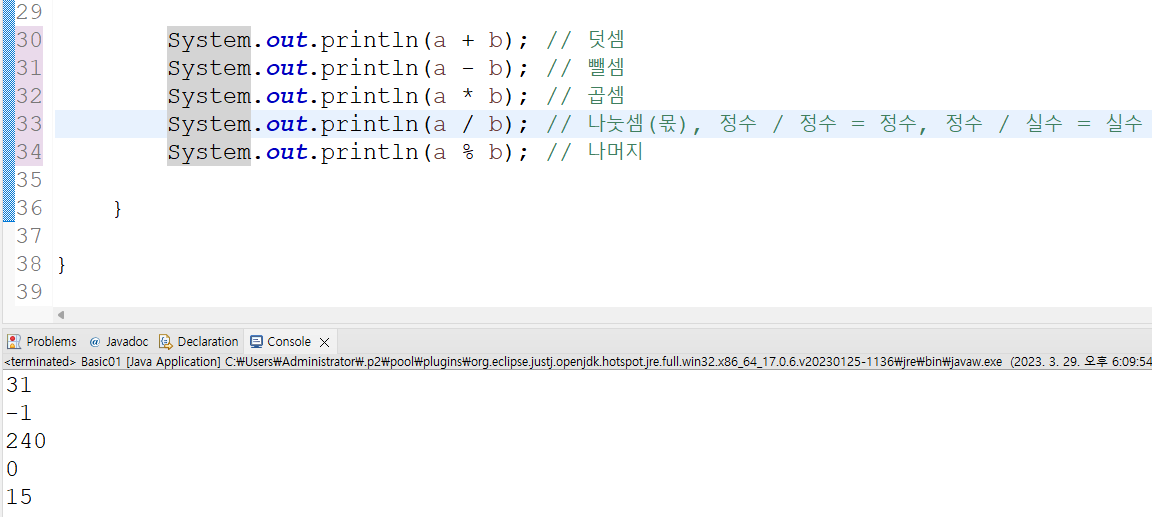 29
30 System.out.println(a + b); // 덧셈
31 System.out.println(a - b); // 뺄셈
32 System.out.println(a * b); // 곱셈
33 System.out.println(a / b); // 나눗셈(몫), 정수 / 정수 = 정수, 정수 / 실수 = 실수
34 System.out.println(a % b); // 나머지
35
36 }
37
38 }
39
Problems @ Javadoc Declaration Console
<terminated> Basic01 [Java Application] C:₩Users₩Administrator₩.p2₩pool₩plugins₩org.eclipse.justj.openjdk.hotspot.jre.full.win32.x86_64_17.0.6.v20230125-1136₩jre₩bin₩javaw.exe (2023. 3. 29. 오후 6:09:54
31
-1
240
0
15